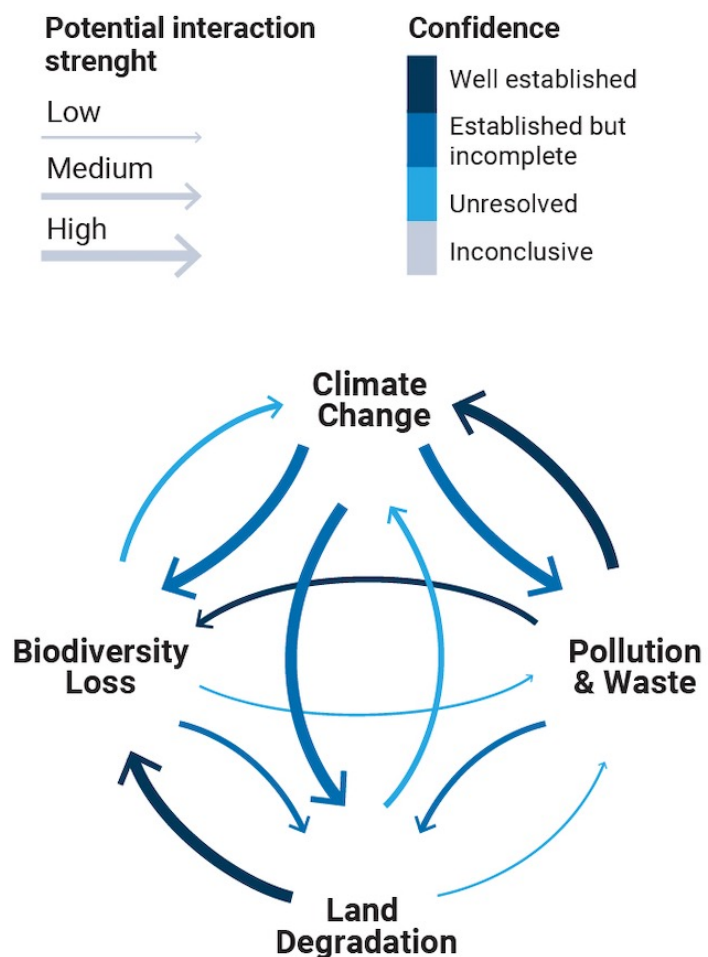 Potential interaction
strenght
Low
Medium
High
Confidence
Well established
Established but
incomplete
Unresolved
Inconclusive
Climate
Change
Biodiversity
Loss
Pollution
& Waste
Land
Degradation